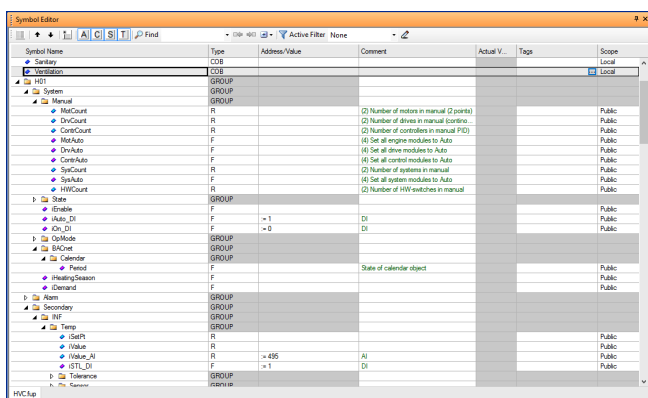 Symbol Editor
A C S T Find Active Filter None
Symbol Name Type Address/Value Comment Actual V... Tags Scope
Sanitary COB Local
Ventilation COB Local
H01 GROUP
System GROUP
Manual GROUP
MotCount R (2) Number of motors in manual (2 points) Public
DrvCount R (2) Number of drives in manual (contino... Public
ContrCount R (2) Number of controllers in manual PID) Public
MotAuto F (4) Set all engine modules to Auto Public
DrvAuto F (4) Set all drive modules to Auto Public
ContrAuto F (4) Set all control modules to Auto Public
SysCount R (2) Number of systems in manual Public
SysAuto F (4) Set all system modules to Auto Public
HWCount R (2) Number of HW-switches in manual Public
State GROUP
iEnable F Public
iAuto_DI F := 1 DI Public
iOn_DI F := 0 DI Public
OpMode GROUP
BACnet GROUP
Calendar GROUP
Period F State of calendar object Public
iHeatingSeason F Public
iDemand F Public
Alarm GROUP
Secondary GROUP
INF GROUP
Temp GROUP
iSetPt R Public
iValue R Public
iValue_AI R := 495 AI Public
iSTL_DI F := 1 DI Public
Tolerance GROUP
Sensor GROUP
HVC.fup